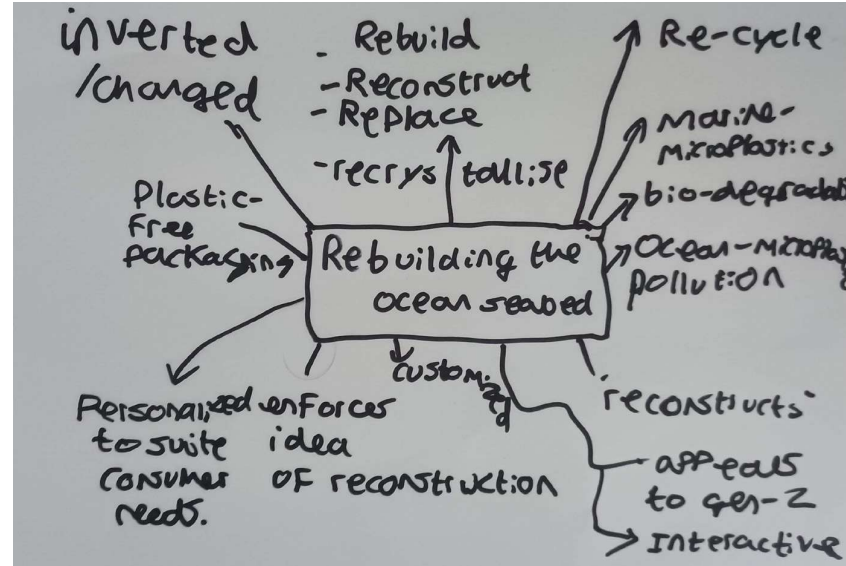 inverted
/changed
- Rebuild
- Reconstruct
- Replace
- recrystallise
Re-cycle
Marine-
microplastics
bio-degradabl
Ocean-microplas
pollution
Plastic-
free
packaging
Rebuilding the
ocean seabed
Personalized
to suite
consumer
needs.
enforces
idea
of reconstruction
customized
"reconstructs"
appeals
to gen-Z
Interactive